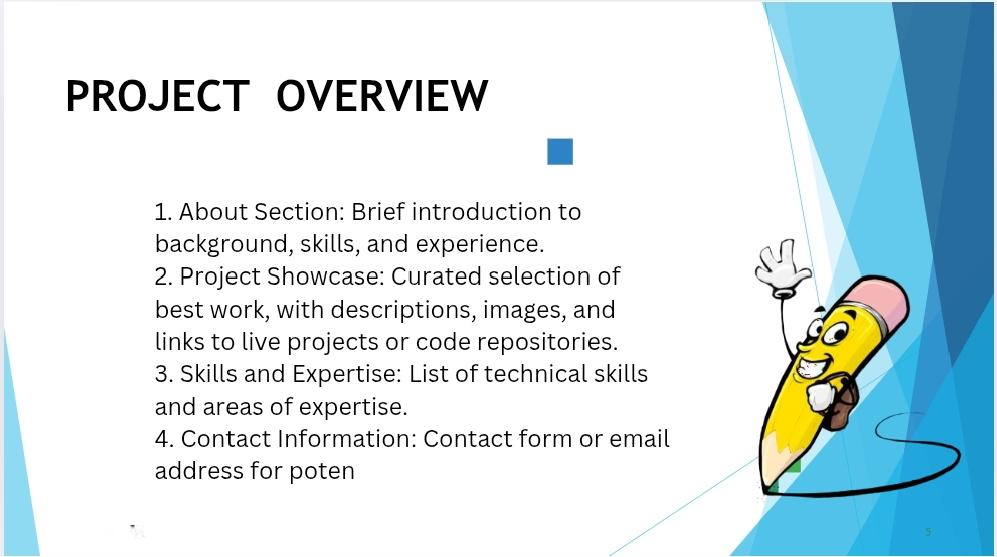 PROJECT OVERVIEW
1. About Section: Brief introduction to
background, skills, and experience.
2. Project Showcase: Curated selection of
best work, with descriptions, images, and
links to live projects or code repositories.
3. Skills and Expertise: List of technical skills
and areas of expertise.
4. Contact Information: Contact form or email
address for poten
5